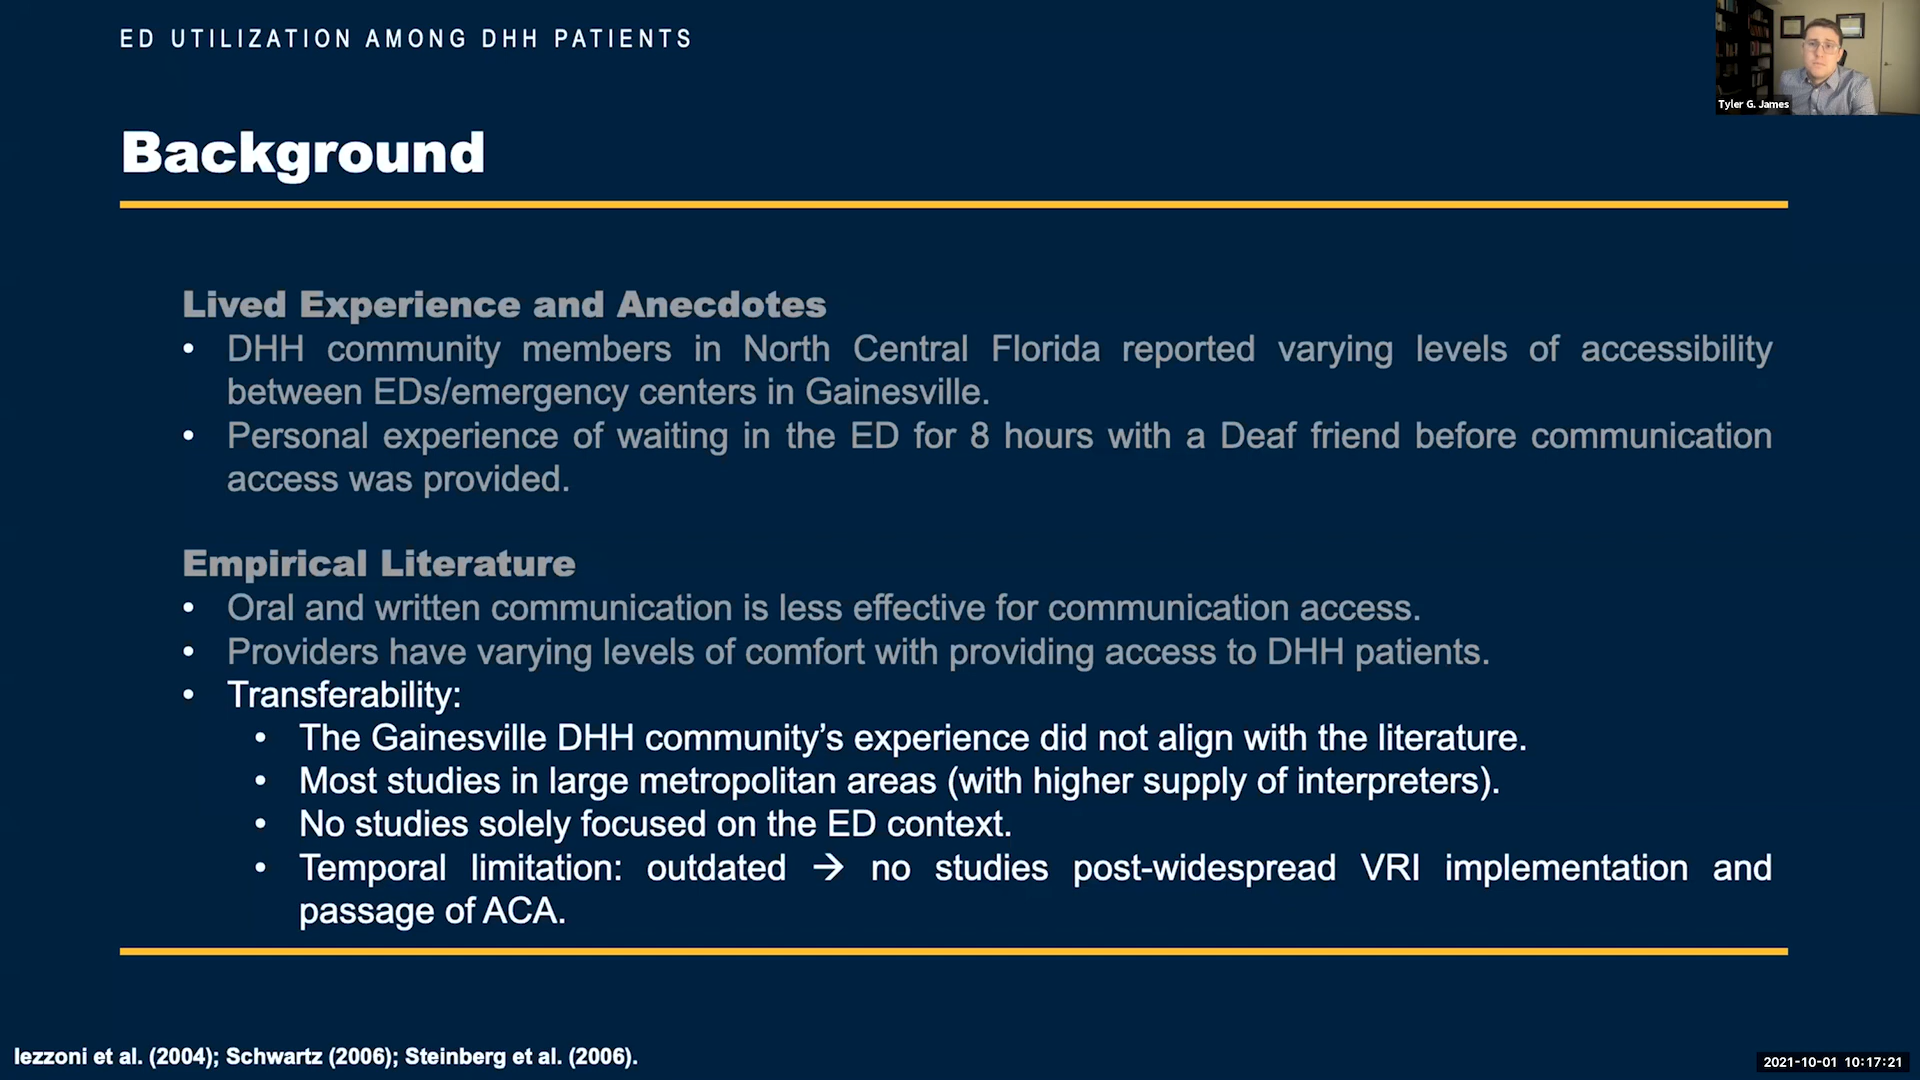 ED UTILIZATION AMONG DHH PATIENTS
Tyler G. James
Background
Lived Experience and Anecdotes
• DHH community members in North Central Florida reported varying levels of accessibility
between EDs/emergency centers in Gainesville.
• Personal experience of waiting in the ED for 8 hours with a Deaf friend before communication
access was provided.
Empirical Literature
• Oral and written communication is less effective for communication access.
• Providers have varying levels of comfort with providing access to DHH patients.
• Transferability:
• The Gainesville DHH community’s experience did not align with the literature.
• Most studies in large metropolitan areas (with higher supply of interpreters).
• No studies solely focused on the ED context.
• Temporal limitation: outdated → no studies post-widespread VRI implementation and
passage of ACA.
Iezzoni et al. (2004); Schwartz (2006); Steinberg et al. (2006).
2021-10-01 10:17:21